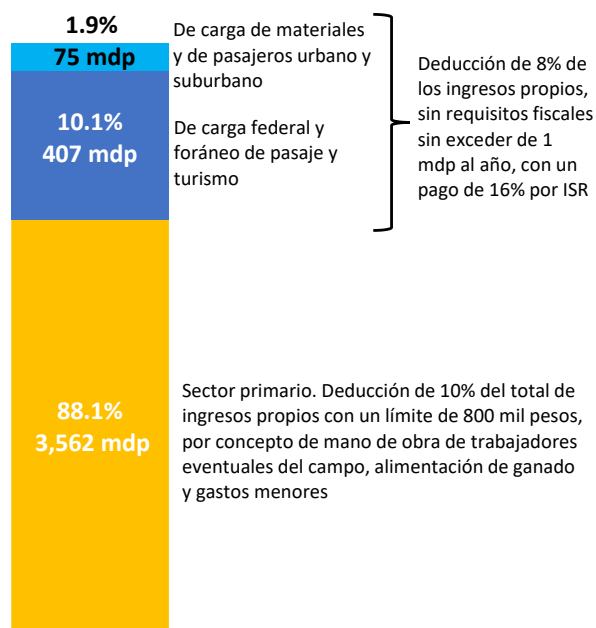 1.9%
75 mdp
De carga de materiales
y de pasajeros urbano y
suburbano
10.1%
407 mdp
De carga federal y
foráneo de pasaje y
turismo
Deducción de 8% de
los ingresos propios,
sin requisitos fiscales
sin exceder de 1
mdp al año, con un
pago de 16% por ISR
88.1%
3,562 mdp
Sector primario. Deducción de 10% del total de
ingresos propios con un límite de 800 mil pesos,
por concepto de mano de obra de trabajadores
eventuales del campo, alimentación de ganado
y gastos menores